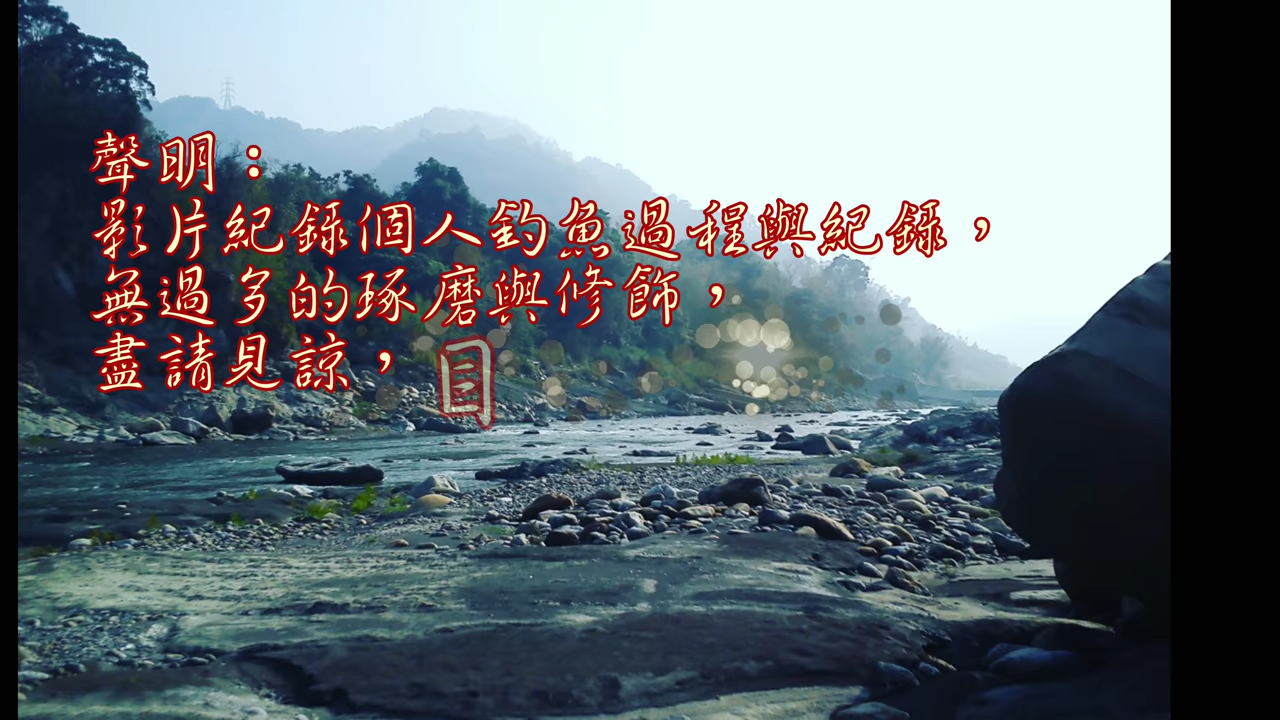 聲明：
影片紀錄個人釣魚過程與紀錄，
無過多的琢磨與修飾，
盡請見諒，